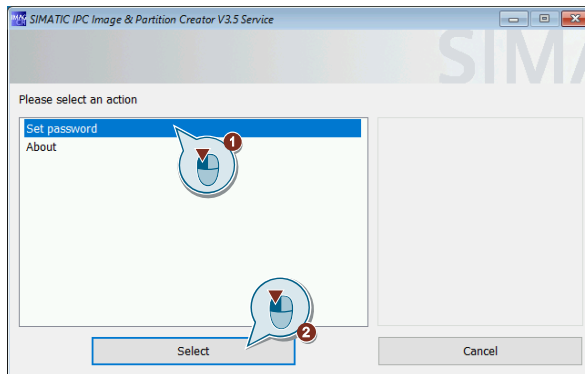 SIMATIC IPC Image & Partition Creator V3.5 Service
Please select an action
Set password
About
1
2
Select
Cancel